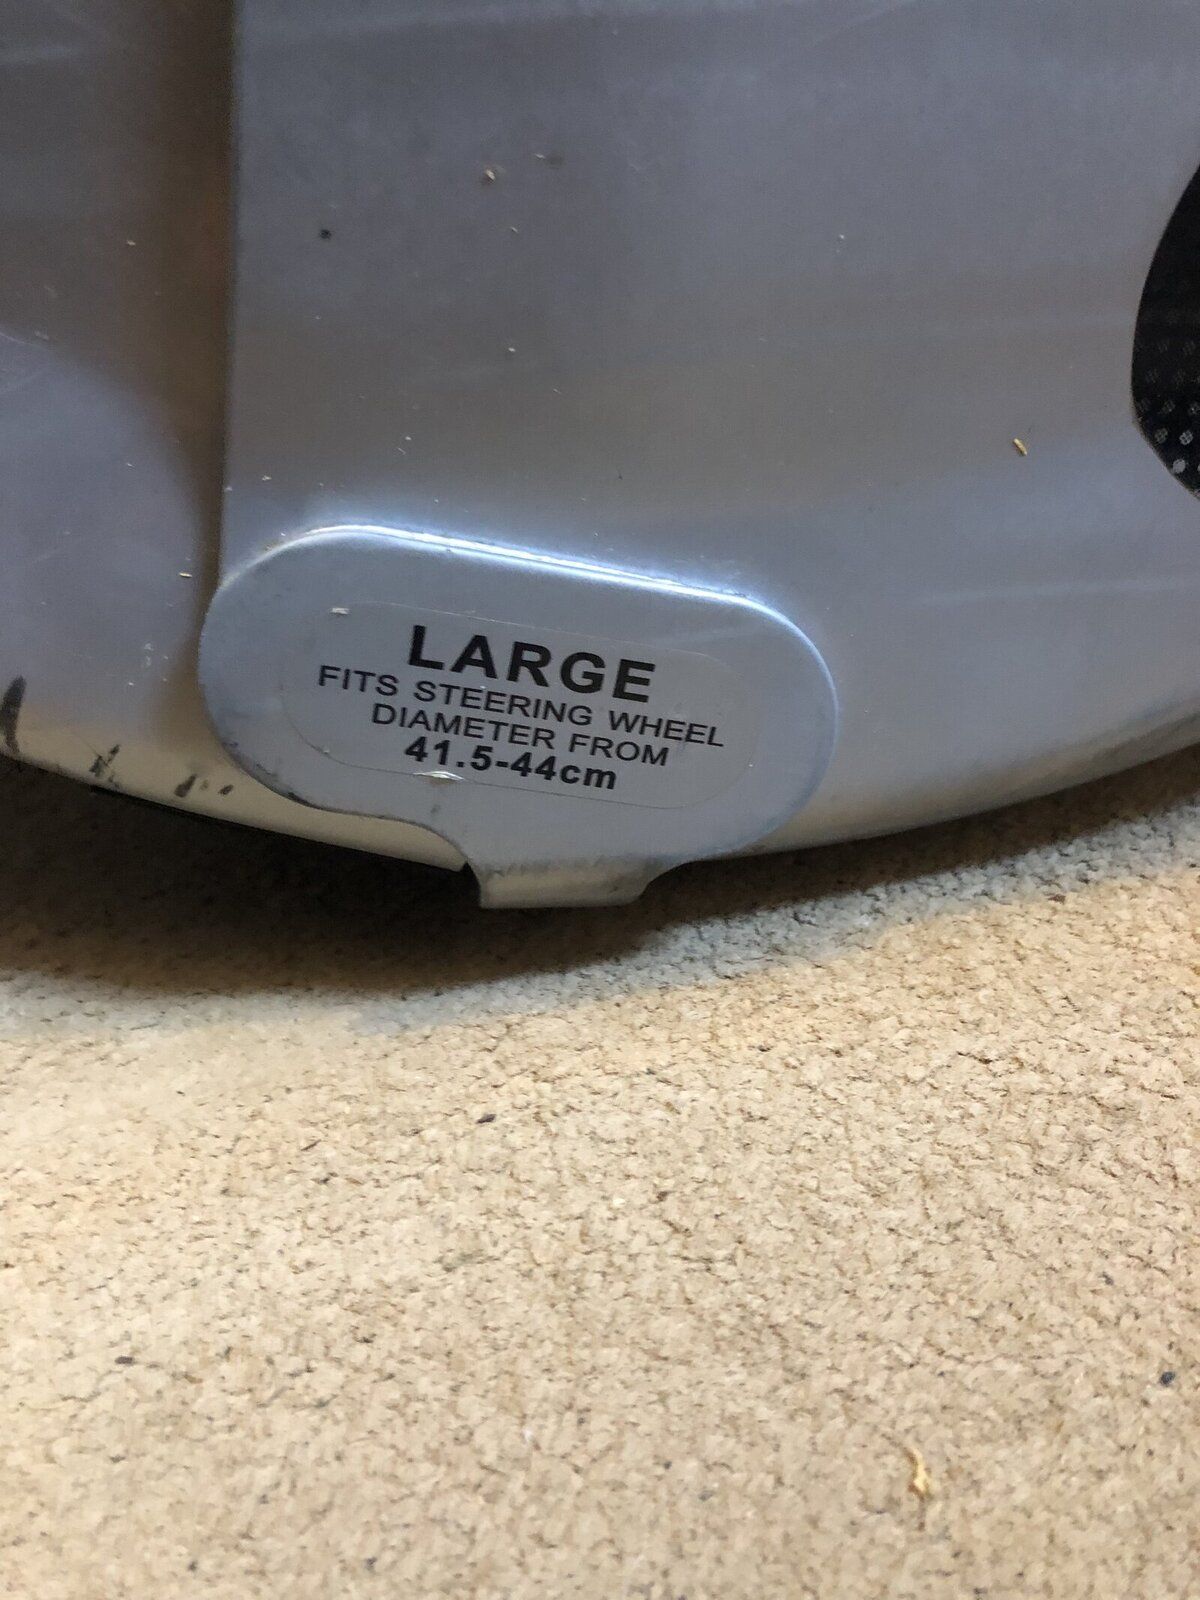 LARGE
FITS STEERING WHEEL
DIAMETER FROM
41.5-44cm